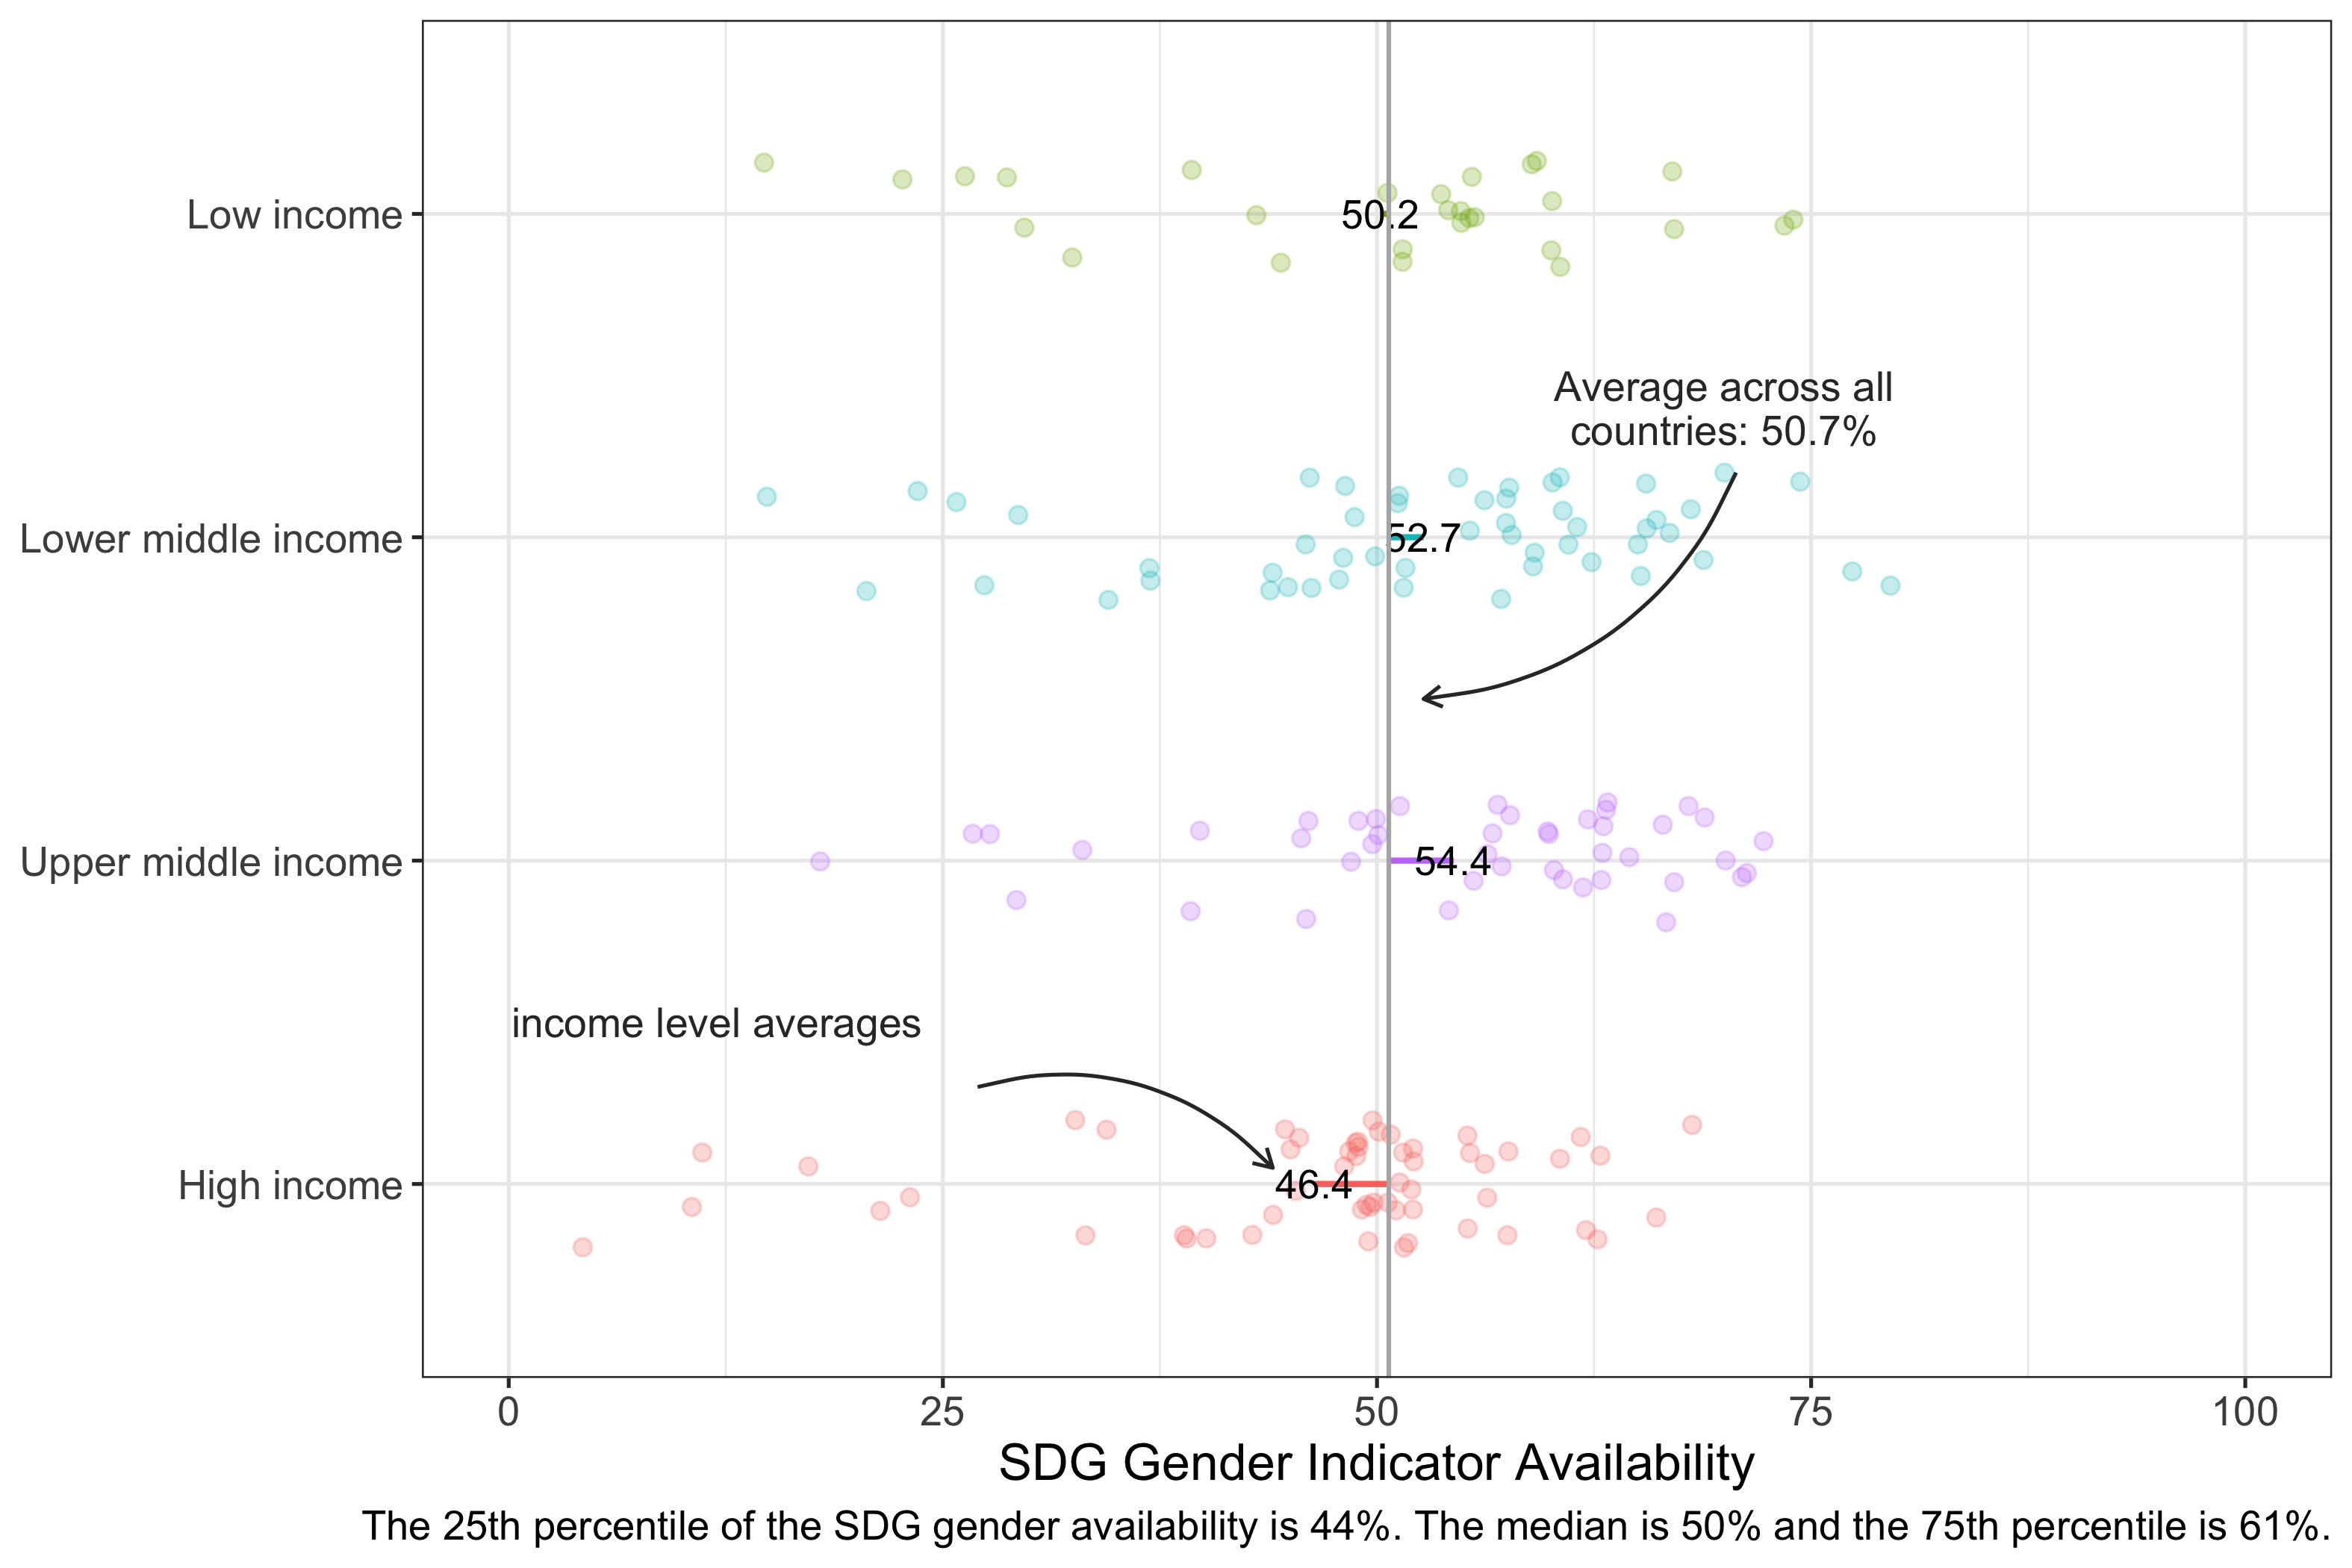 Low income
50.2
Average across all
countries: 50.7%
Lower middle income
52.7
Upper middle income
54.4
income level averages
High income
46.4
0
25
50
75
100
SDG Gender Indicator Availability
The 25th percentile of the SDG gender availability is 44%. The median is 50% and the 75th percentile is 61%.